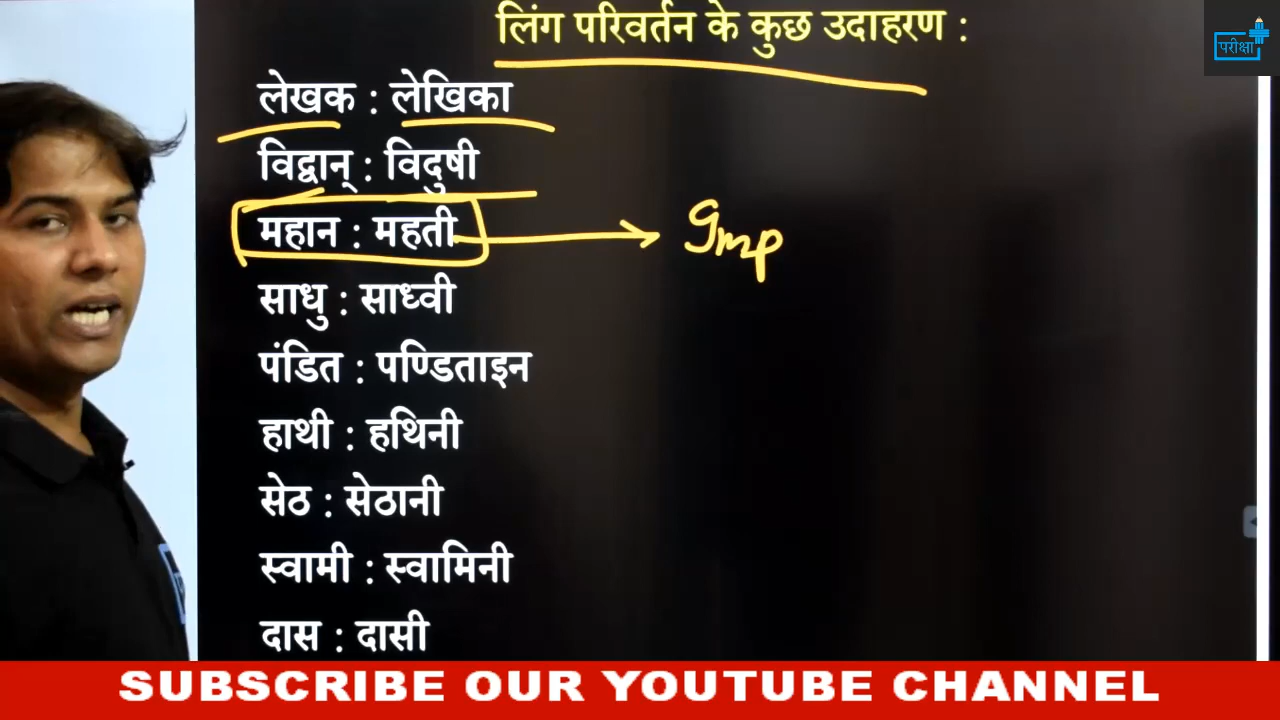 लिंग परिवर्तन के कुछ उदाहरण :
परीक्षा
लेखक : लेखिका
विद्वान् : विदुषी
महान : महती
Imp
साधु : साध्वी
पंडित : पण्डिताइन
हाथी : हथिनी
सेठ : सेठानी
स्वामी : स्वामिनी
दास : दासी
SUBSCRIBE OUR YOUTUBE CHANNEL